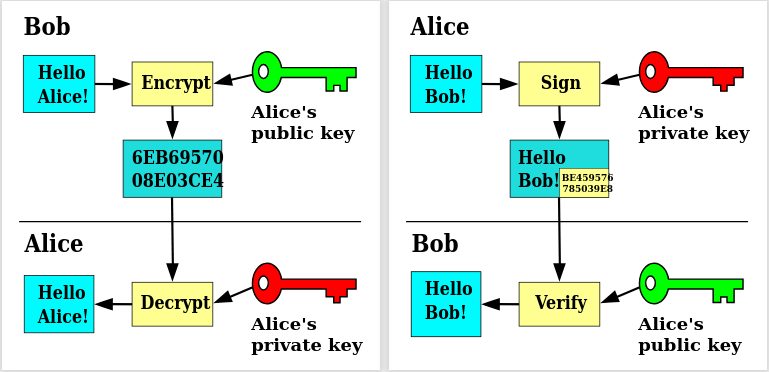 Bob
Hello
Alice!
Encrypt
Alice's
public key
6EB69570
08E03CE4
Alice
Hello
Alice!
Decrypt
Alice's
private key
Alice
Hello
Bob!
Sign
Alice's
private key
Hello
Bob!
BE459576
785039E8
Bob
Hello
Bob!
Verify
Alice's
public key